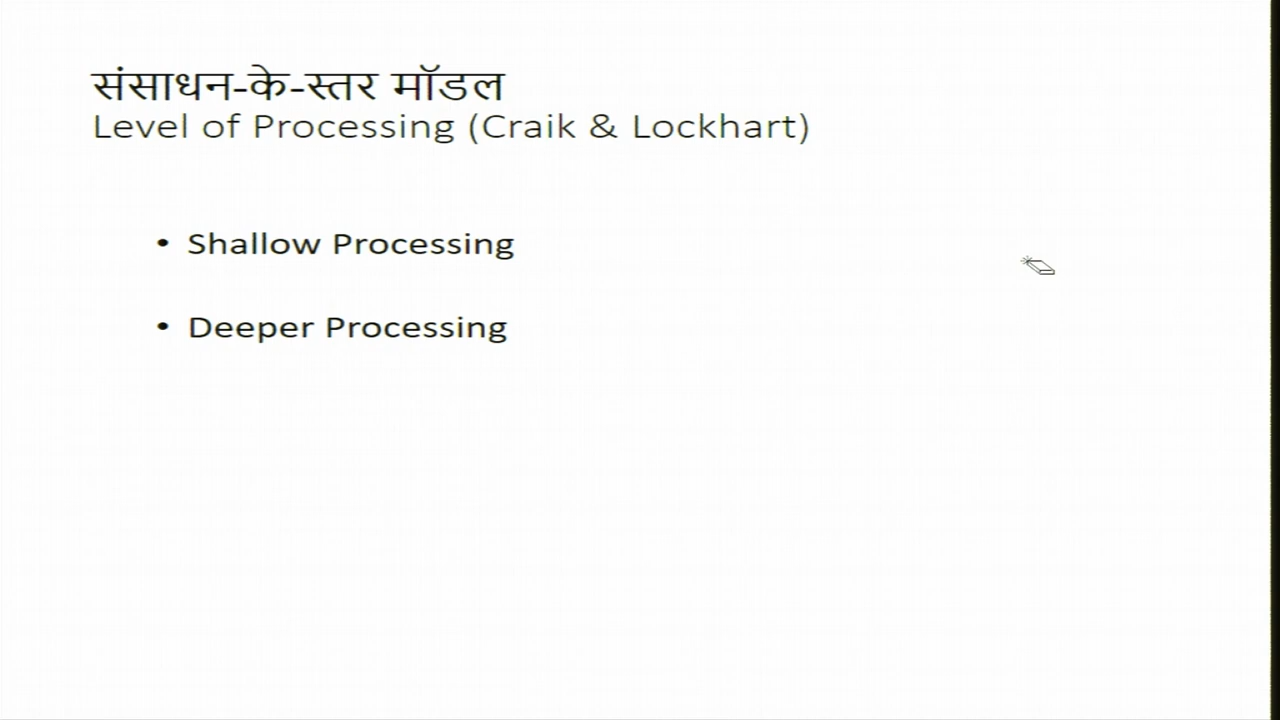 संसाधन-के-स्तर मॉडल
Level of Processing (Craik & Lockhart)
• Shallow Processing
• Deeper Processing